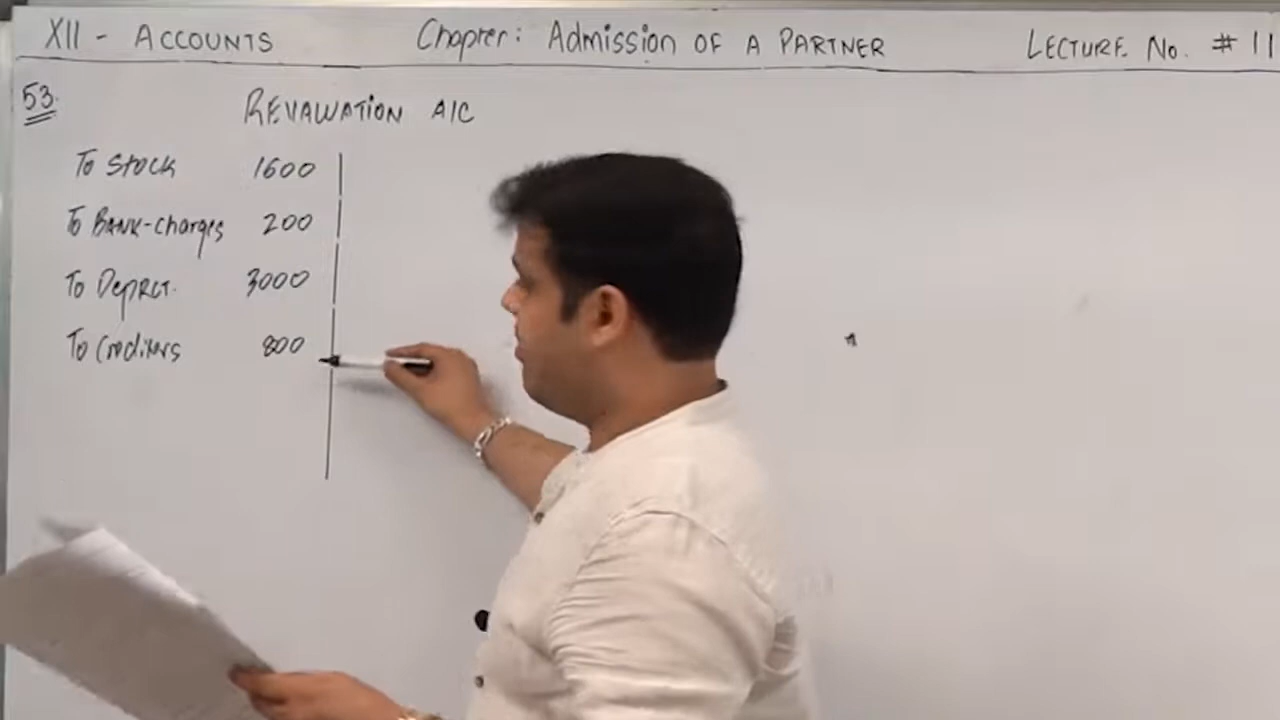 XII - ACCOUNTS Chapter: Admission OF A PARTNER LECTURE No. # 11
53. REVALUATION A/C
To Stock 1600
To BANK-charges 200
To Deprct. 3000
To Creditors 800